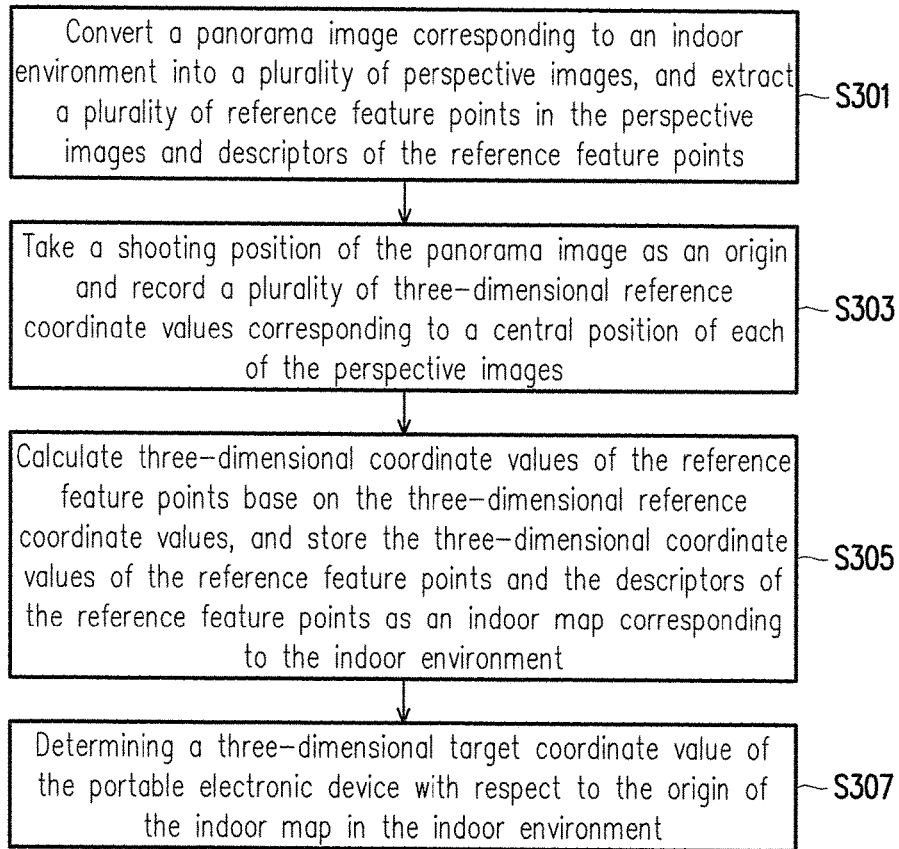 Convert a panorama image corresponding to an indoor
environment into a plurality of perspective images, and extract
a plurality of reference feature points in the perspective
images and descriptors of the reference feature points
S301
Take a shooting position of the panorama image as an origin
and record a plurality of three-dimensional reference
coordinate values corresponding to a central position of each
of the perspective images
S303
Calculate three-dimensional coordinate values of the reference
feature points base on the three-dimensional reference
coordinate values, and store the three-dimensional coordinate
values of the reference feature points and the descriptors of
the reference feature points as an indoor map corresponding
to the indoor environment
S305
Determining a three-dimensional target coordinate value of
the portable electronic device with respect to the origin of
the indoor map in the indoor environment
S307